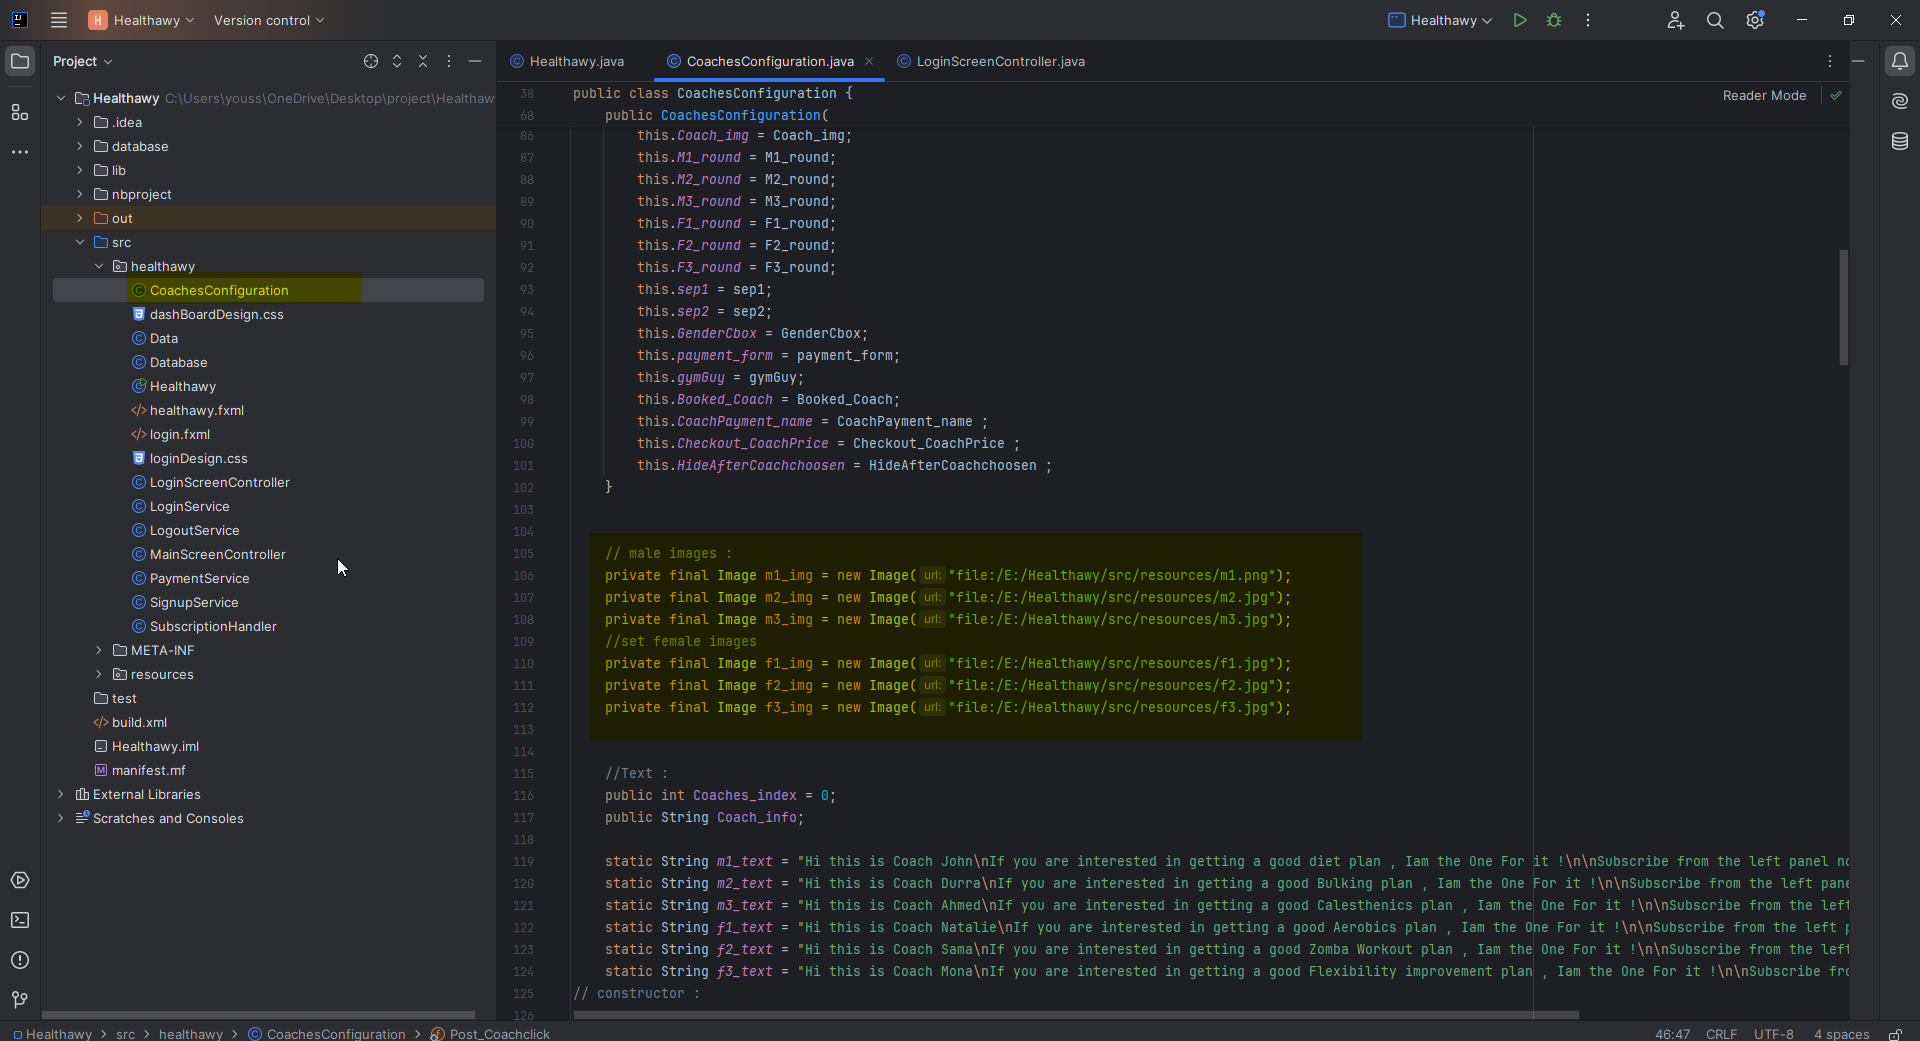 H Healthawy Version control Healthawy
Project
Healthawy.java CoachesConfiguration.java LoginScreenController.java
Healthawy C:\Users\youss\OneDrive\Desktop\project\Healthaw
.idea
database
lib
nbproject
out
src
healthawy
CoachesConfiguration
dashBoardDesign.css
Data
Database
Healthawy
healthawy.fxml
login.fxml
loginDesign.css
LoginScreenController
LoginService
LogoutService
MainScreenController
PaymentService
SignupService
SubscriptionHandler
META-INF
resources
test
build.xml
Healthawy.iml
manifest.mf
External Libraries
Scratches and Consoles
Reader Mode
38 public class CoachesConfiguration {
68 public CoachesConfiguration(
86 this.Coach_img = Coach_img;
87 this.M1_round = M1_round;
88 this.M2_round = M2_round;
89 this.M3_round = M3_round;
90 this.F1_round = F1_round;
91 this.F2_round = F2_round;
92 this.F3_round = F3_round;
93 this.sep1 = sep1;
94 this.sep2 = sep2;
95 this.GenderCbox = GenderCbox;
96 this.payment_form = payment_form;
97 this.gymGuy = gymGuy;
98 this.Booked_Coach = Booked_Coach;
99 this.CoachPayment_name = CoachPayment_name ;
100 this.Checkout_CoachPrice = Checkout_CoachPrice ;
101 this.HideAfterCoachchoosen = HideAfterCoachchoosen ;
102 }
103
104
105 // male images :
106 private final Image m1_img = new Image( url: "file:/E:/Healthawy/src/resources/m1.png");
107 private final Image m2_img = new Image( url: "file:/E:/Healthawy/src/resources/m2.jpg");
108 private final Image m3_img = new Image( url: "file:/E:/Healthawy/src/resources/m3.jpg");
109 //set female images
110 private final Image f1_img = new Image( url: "file:/E:/Healthawy/src/resources/f1.jpg");
111 private final Image f2_img = new Image( url: "file:/E:/Healthawy/src/resources/f2.jpg");
112 private final Image f3_img = new Image( url: "file:/E:/Healthawy/src/resources/f3.jpg");
113
114
115 //Text :
116 public int Coaches_index = 0;
117 public String Coach_info;
118
119 static String m1_text = "Hi this is Coach John\nIf you are interested in getting a good diet plan , Iam the One For it !\n\nSubscribe from the left panel no
120 static String m2_text = "Hi this is Coach Durra\nIf you are interested in getting a good Bulking plan , Iam the One For it !\n\nSubscribe from the left pane
121 static String m3_text = "Hi this is Coach Ahmed\nIf you are interested in getting a good Calesthenics plan , Iam the One For it !\n\nSubscribe from the left
122 static String f1_text = "Hi this is Coach Natalie\nIf you are interested in getting a good Aerobics plan , Iam the One For it !\n\nSubscribe from the left p
123 static String f2_text = "Hi this is Coach Sama\nIf you are interested in getting a good Zomba Workout plan , Iam the One For it !\n\nSubscribe from the left
124 static String f3_text = "Hi this is Coach Mona\nIf you are interested in getting a good Flexibility improvement plan , Iam the One For it !\n\nSubscribe fro
125 // constructor :
126
Healthawy > src > healthawy > CoachesConfiguration > Post_Coachclick 46:47 CRLF UTF-8 4 spaces